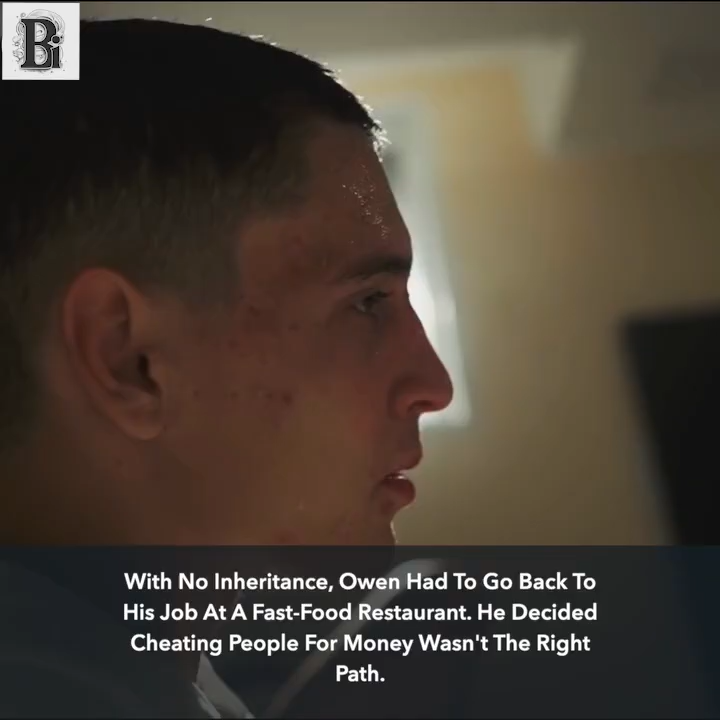 Bi
With No Inheritance, Owen Had To Go Back To
His Job At A Fast-Food Restaurant. He Decided
Cheating People For Money Wasn't The Right
Path.